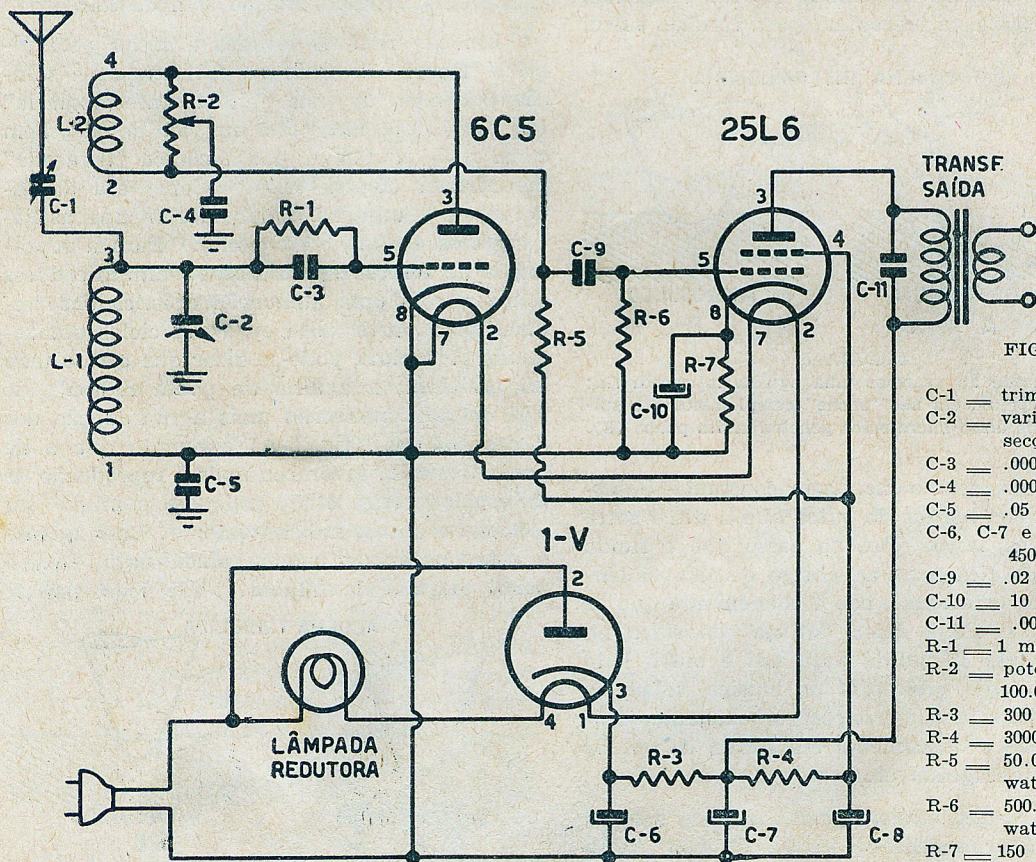 4
R-2
6C5
25L6
L-2
TRANSF.
SAÍDA
3
3
2
C-1
C-4
R-1
4
3
5
5
C-9
C-3
C-11
C-2
8
7
2
8
7
2
R-6
R-5
R-7
L-1
C-10
FIG
1
C-5
1-V
2
3
4
1
LÂMPADA
REDUTORA
R-3
R-4
C-6
C-7
C-8
C-1 = trim
C-2 = vari
seco
C-3 = .000
C-4 = .000
C-5 = .05
C-6, C-7 e
450
C-9 = .02
C-10 = 10
C-11 = .00
R-1 = 1 m
R-2 = pote
100.0
R-3 = 300
R-4 = 3000
R-5 = 50.0
wat
R-6 = 500.
wat
R-7 = 150